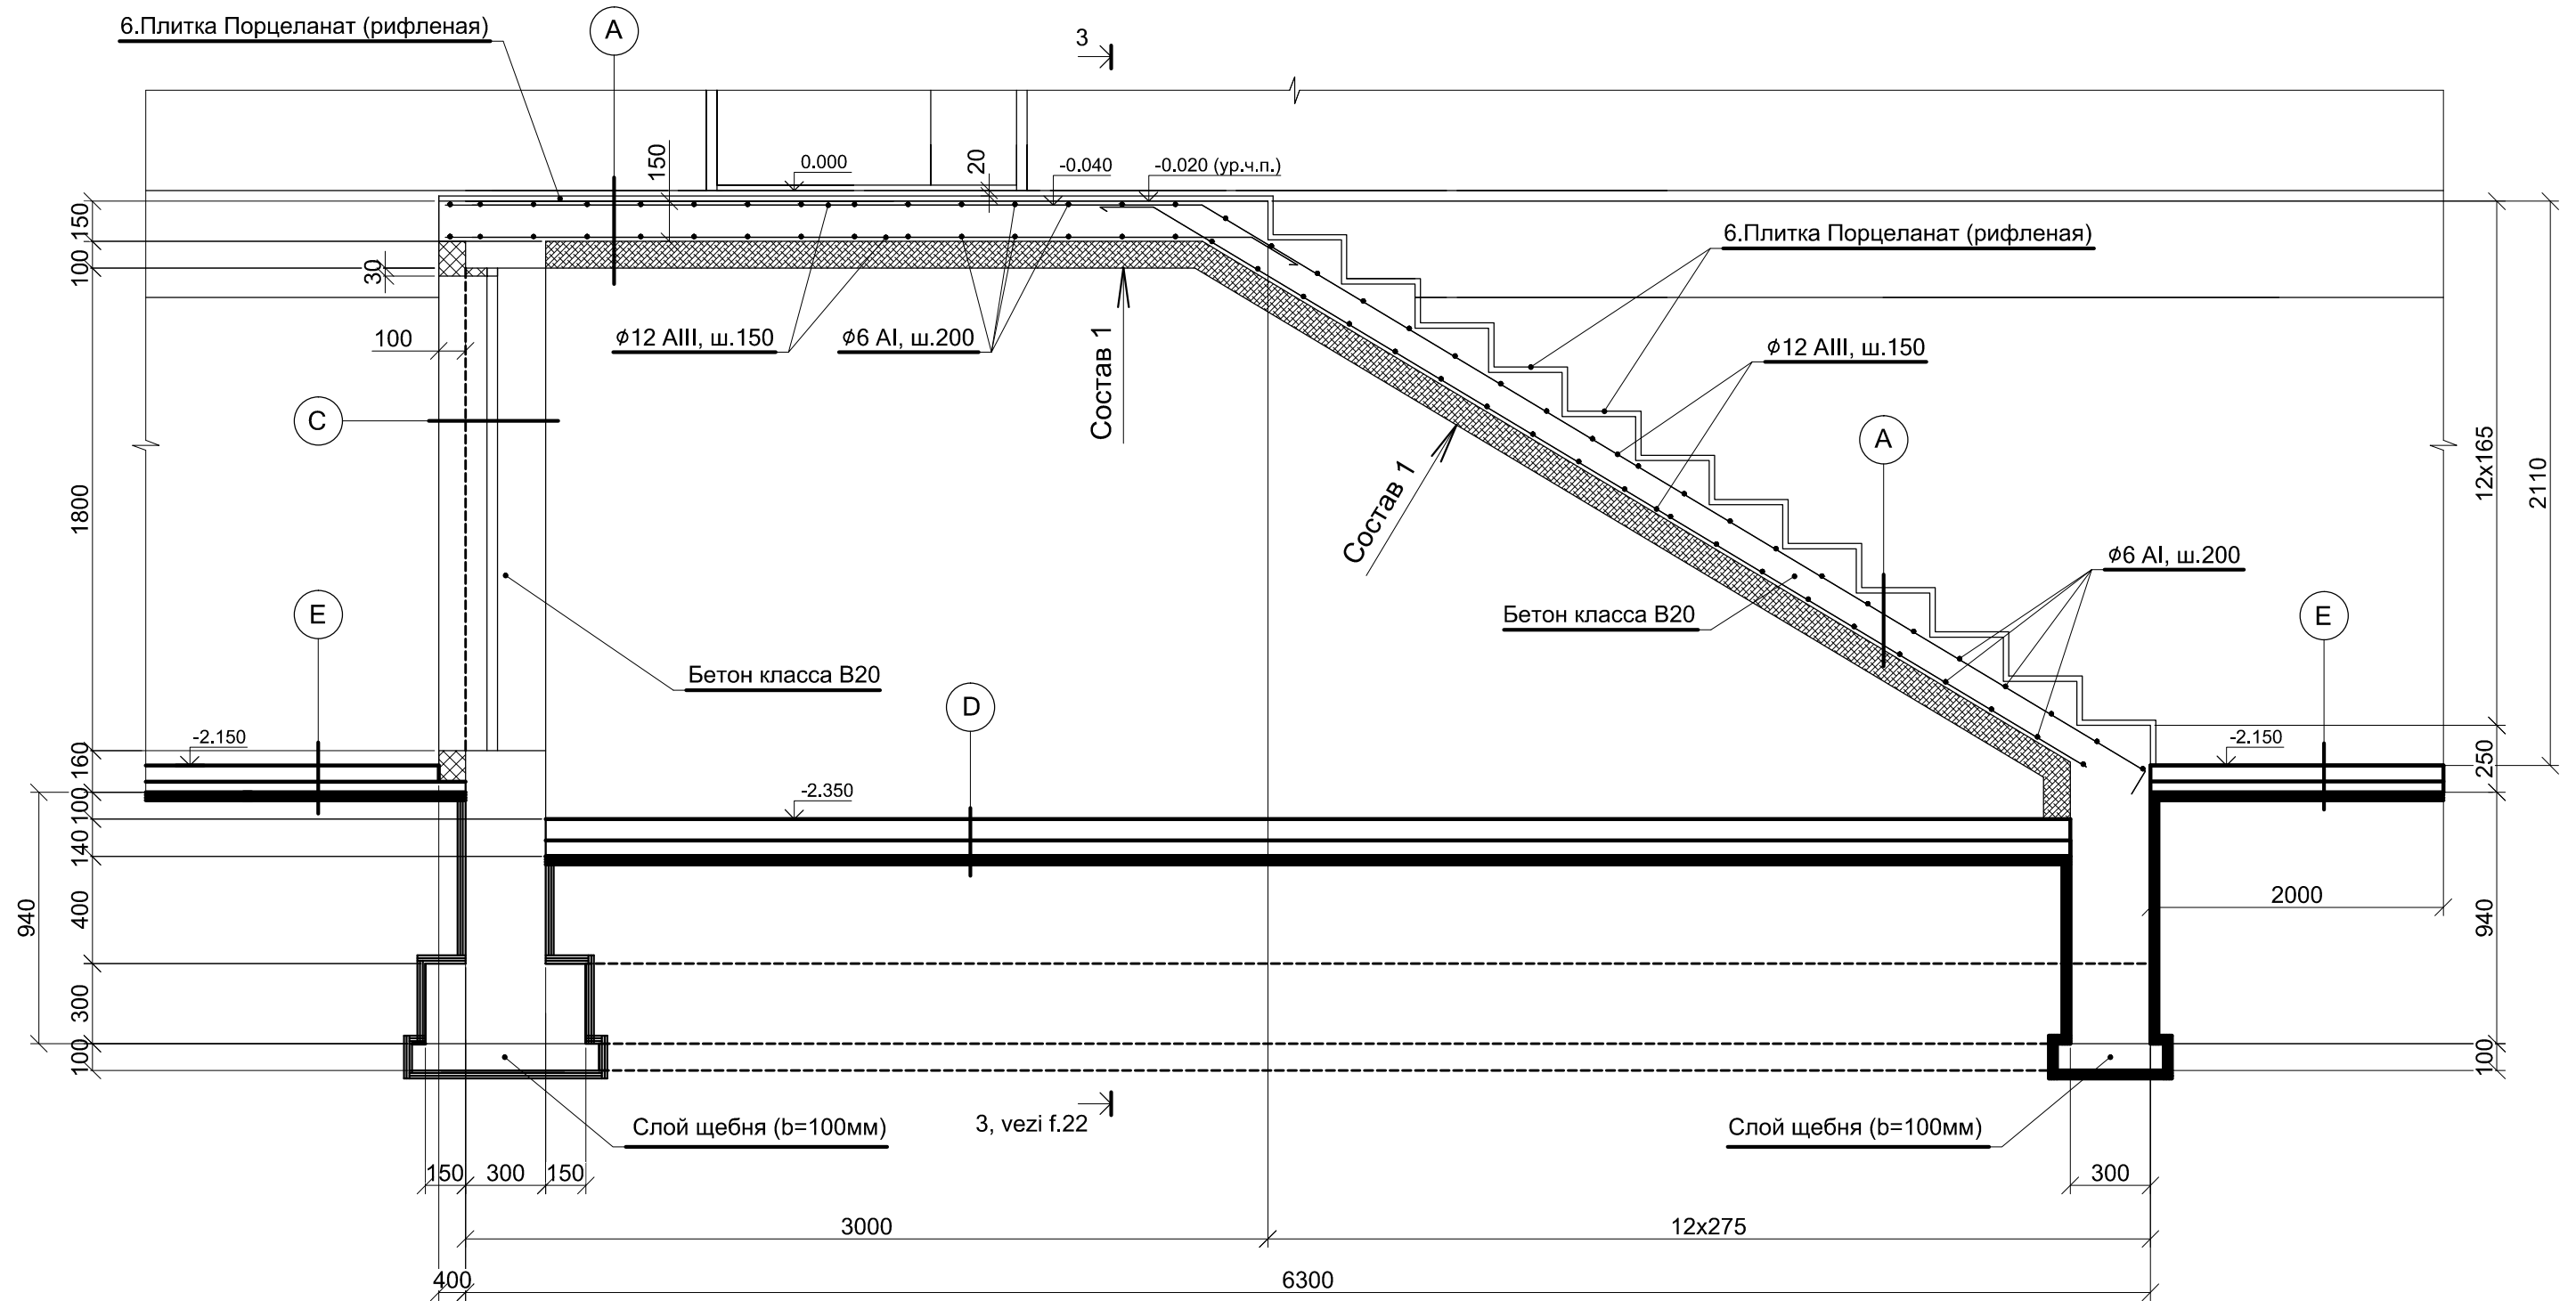 6.Плитка Порцеланат (рифленая)
A
3
0.000
150
20
-0.040
-0.020 (ур.ч.п.)
150
100
30
6.Плитка Порцеланат (рифленая)
100
ϕ12 AIII, ш.150
ϕ6 AI, ш.200
Состав 1
ϕ12 AIII, ш.150
C
A
12x165
2110
1800
Состав 1
ϕ6 AI, ш.200
E
Бетон класса B20
E
Бетон класса B20
D
-2.150
-2.150
160
250
100
-2.350
140
940
400
2000
940
300
100
100
Слой щебня (b=100мм)
3, vezi f.22
Слой щебня (b=100мм)
150
300
150
300
3000
12x275
400
6300